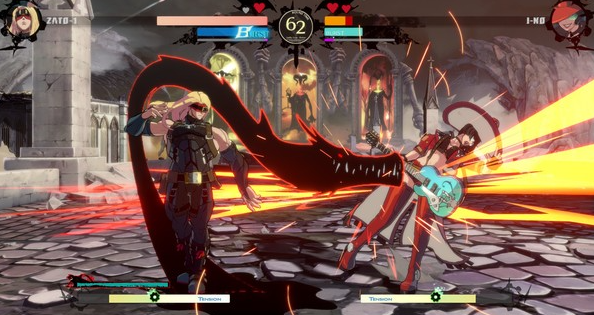 ZATO-1
I-NO
62
Burst
BURST
TENSION
TENSION